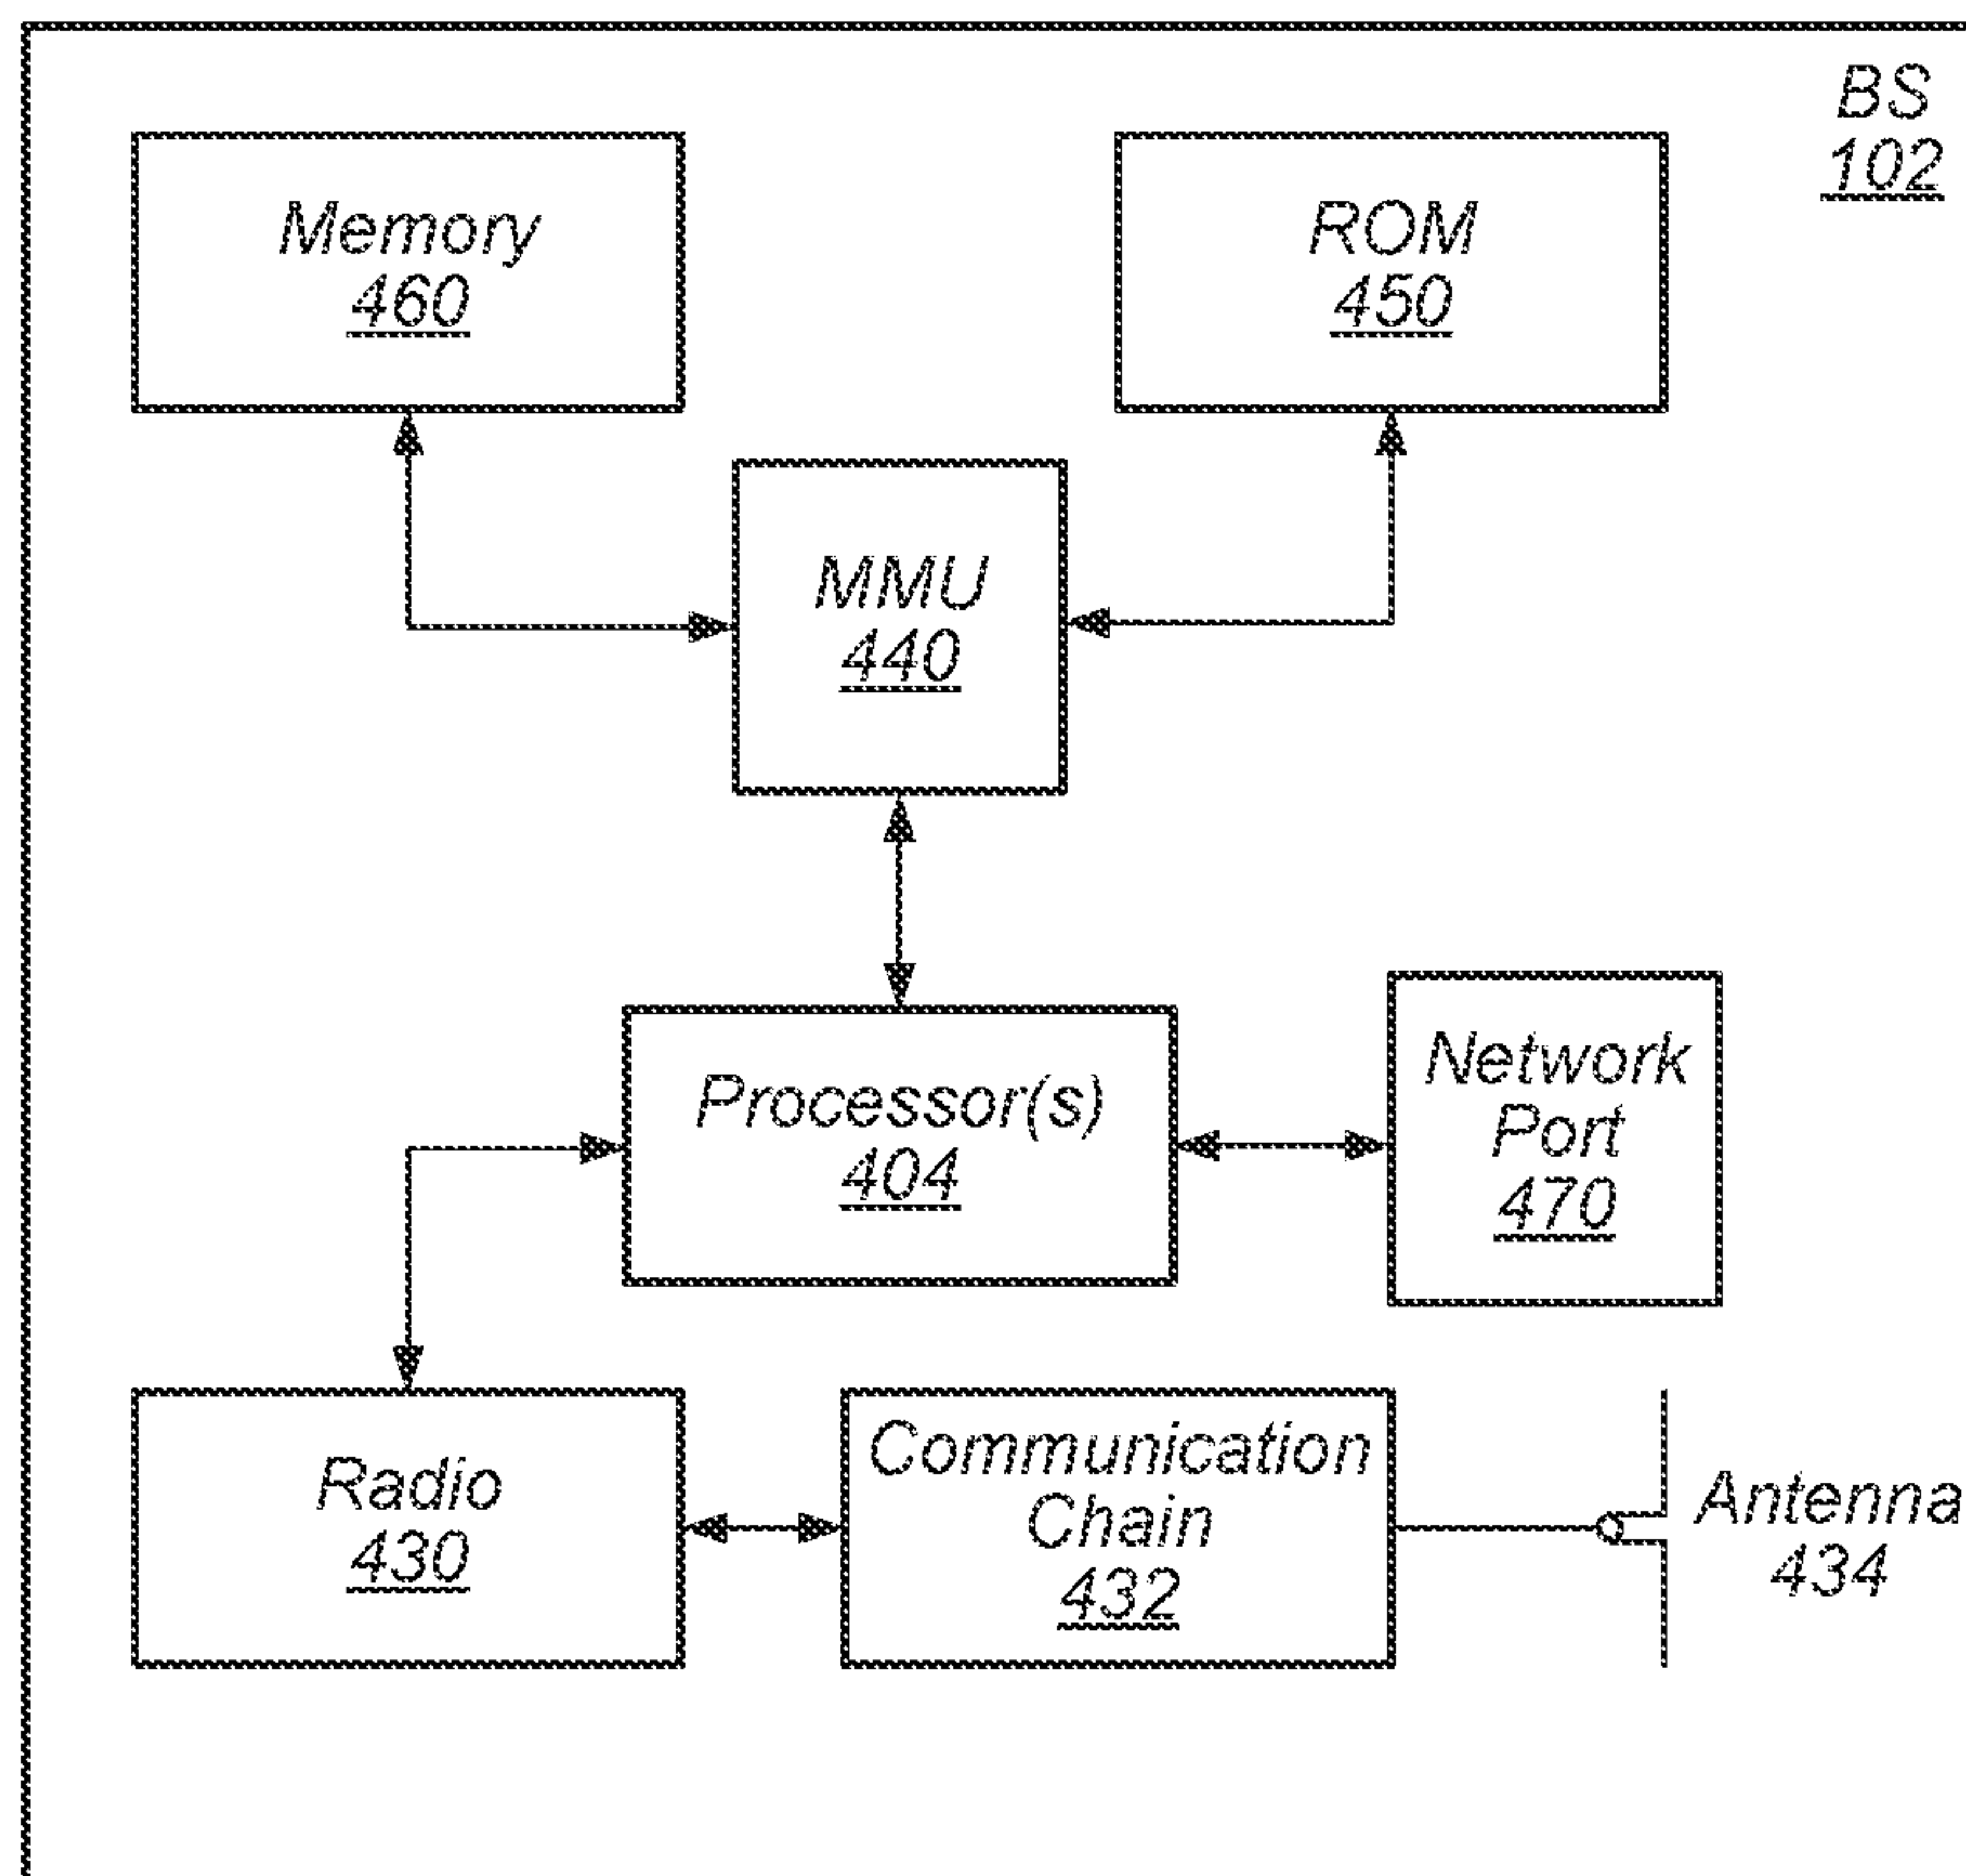 BS
102
Memory
460
ROM
450
MMU
440
Processor(s)
404
Network
Port
470
Radio
430
Communication
Chain
432
Antenna
434